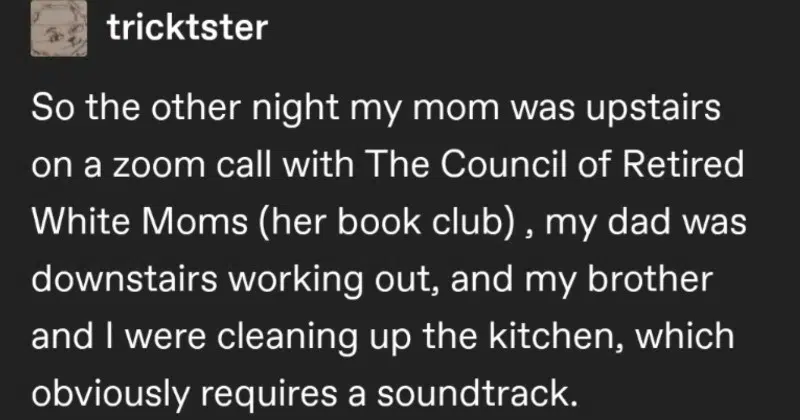 tricktster
So the other night my mom was upstairs
on a zoom call with The Council of Retired
White Moms (her book club) , my dad was
downstairs working out, and my brother
and I were cleaning up the kitchen, which
obviously requires a soundtrack.